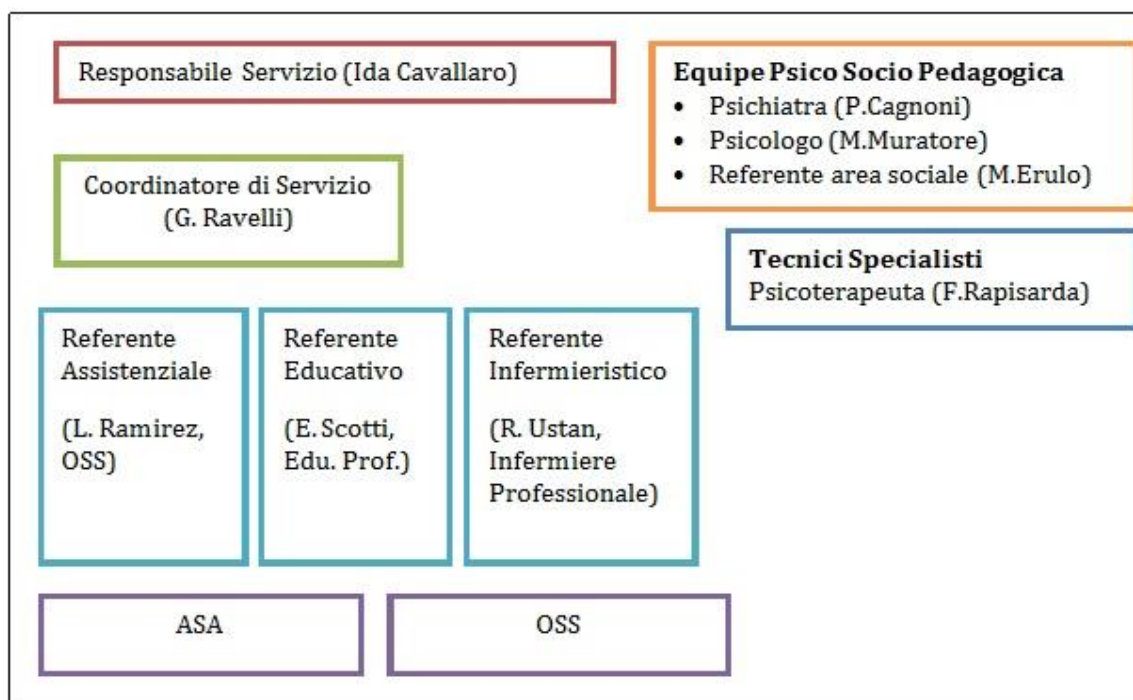 Responsabile Servizio (Ida Cavallaro)
Equipe Psico Socio Pedagogica
• Psichiatra (P.Cagnoni)
• Psicologo (M.Muratore)
• Referente area sociale (M.Erulo)
Coordinatore di Servizio
(G. Ravelli)
Tecnici Specialisti
Psicoterapeuta (F.Rapisarda)
Referente
Assistenziale
(L. Ramirez,
OSS)
Referente
Educativo
(E. Scotti,
Edu. Prof.)
Referente
Infermieristico
(R. Ustan,
Infermiere
Professionale)
ASA
OSS